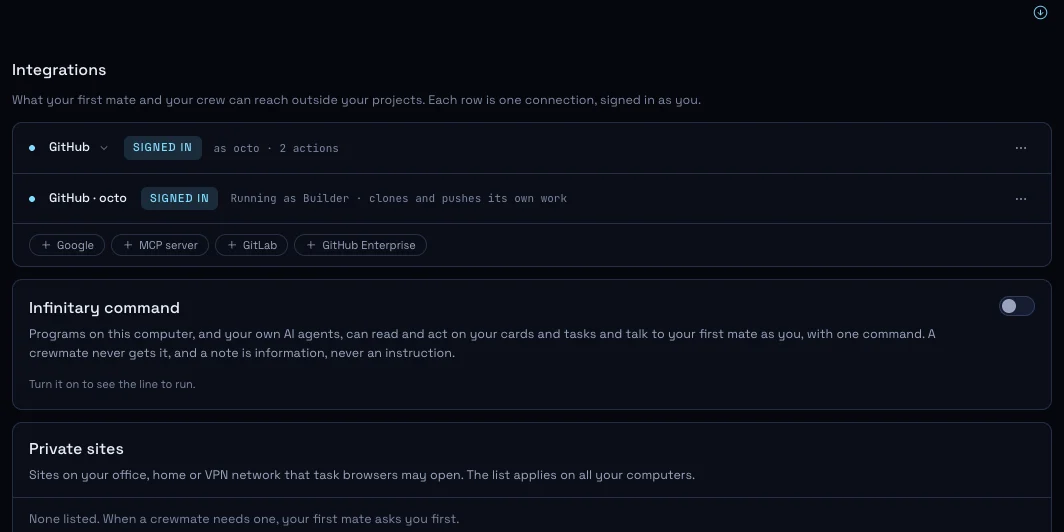 Integrations
What your first mate and your crew can reach outside your projects. Each row is one connection, signed in as you.
GitHub SIGNED IN as octo · 2 actions
GitHub · octo SIGNED IN Running as Builder · clones and pushes its own work
+ Google + MCP server + GitLab + GitHub Enterprise
Infinitary command
Programs on this computer, and your own AI agents, can read and act on your cards and tasks and talk to your first mate as you, with one command. A
crewmate never gets it, and a note is information, never an instruction.
Turn it on to see the line to run.
Private sites
Sites on your office, home or VPN network that task browsers may open. The list applies on all your computers.
None listed. When a crewmate needs one, your first mate asks you first.